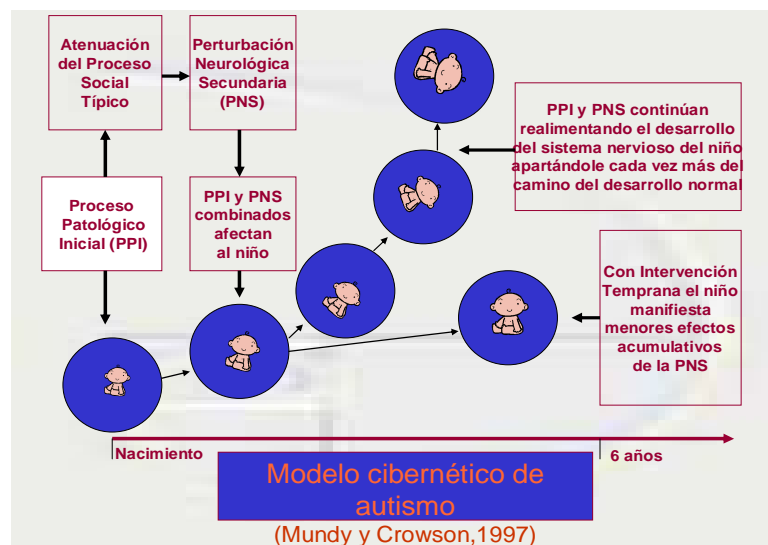 Atenuación
del Proceso
Social
Típico
Perturbación
Neurológica
Secundaria
(PNS)
PPI y PNS continúan
realimentando el desarrollo
del sistema nervioso del niño
apartándole cada vez más del
camino del desarrollo normal
Proceso
Patológico
Inicial (PPI)
PPI y PNS
combinados
afectan
al niño
Con Intervención
Temprana el niño
manifiesta
menores efectos
acumulativos
de la PNS
Nacimiento
6 años
Modelo cibernético de
autismo
(Mundy y Crowson,1997)